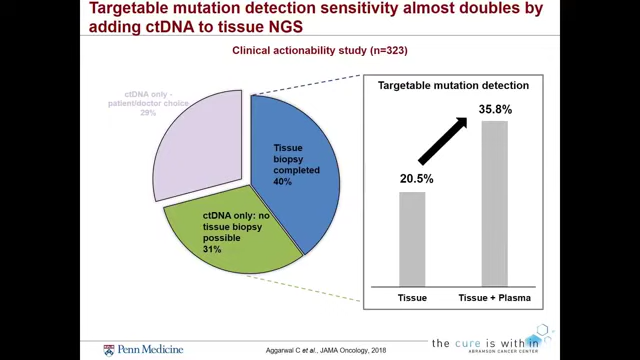 Targetable mutation detection sensitivity almost doubles by
adding ctDNA to tissue NGS
Clinical actionability study (n=323)
ctDNA only -
patient/doctor choice
29%
Tissue
biopsy
completed
40%
ctDNA only: no
tissue biopsy
possible
31%
Targetable mutation detection
20.5%
35.8%
Tissue
Tissue + Plasma
Penn Medicine
Aggarwal C et al., JAMA Oncology, 2018
the cure is within
ABRAMSON CANCER CENTER